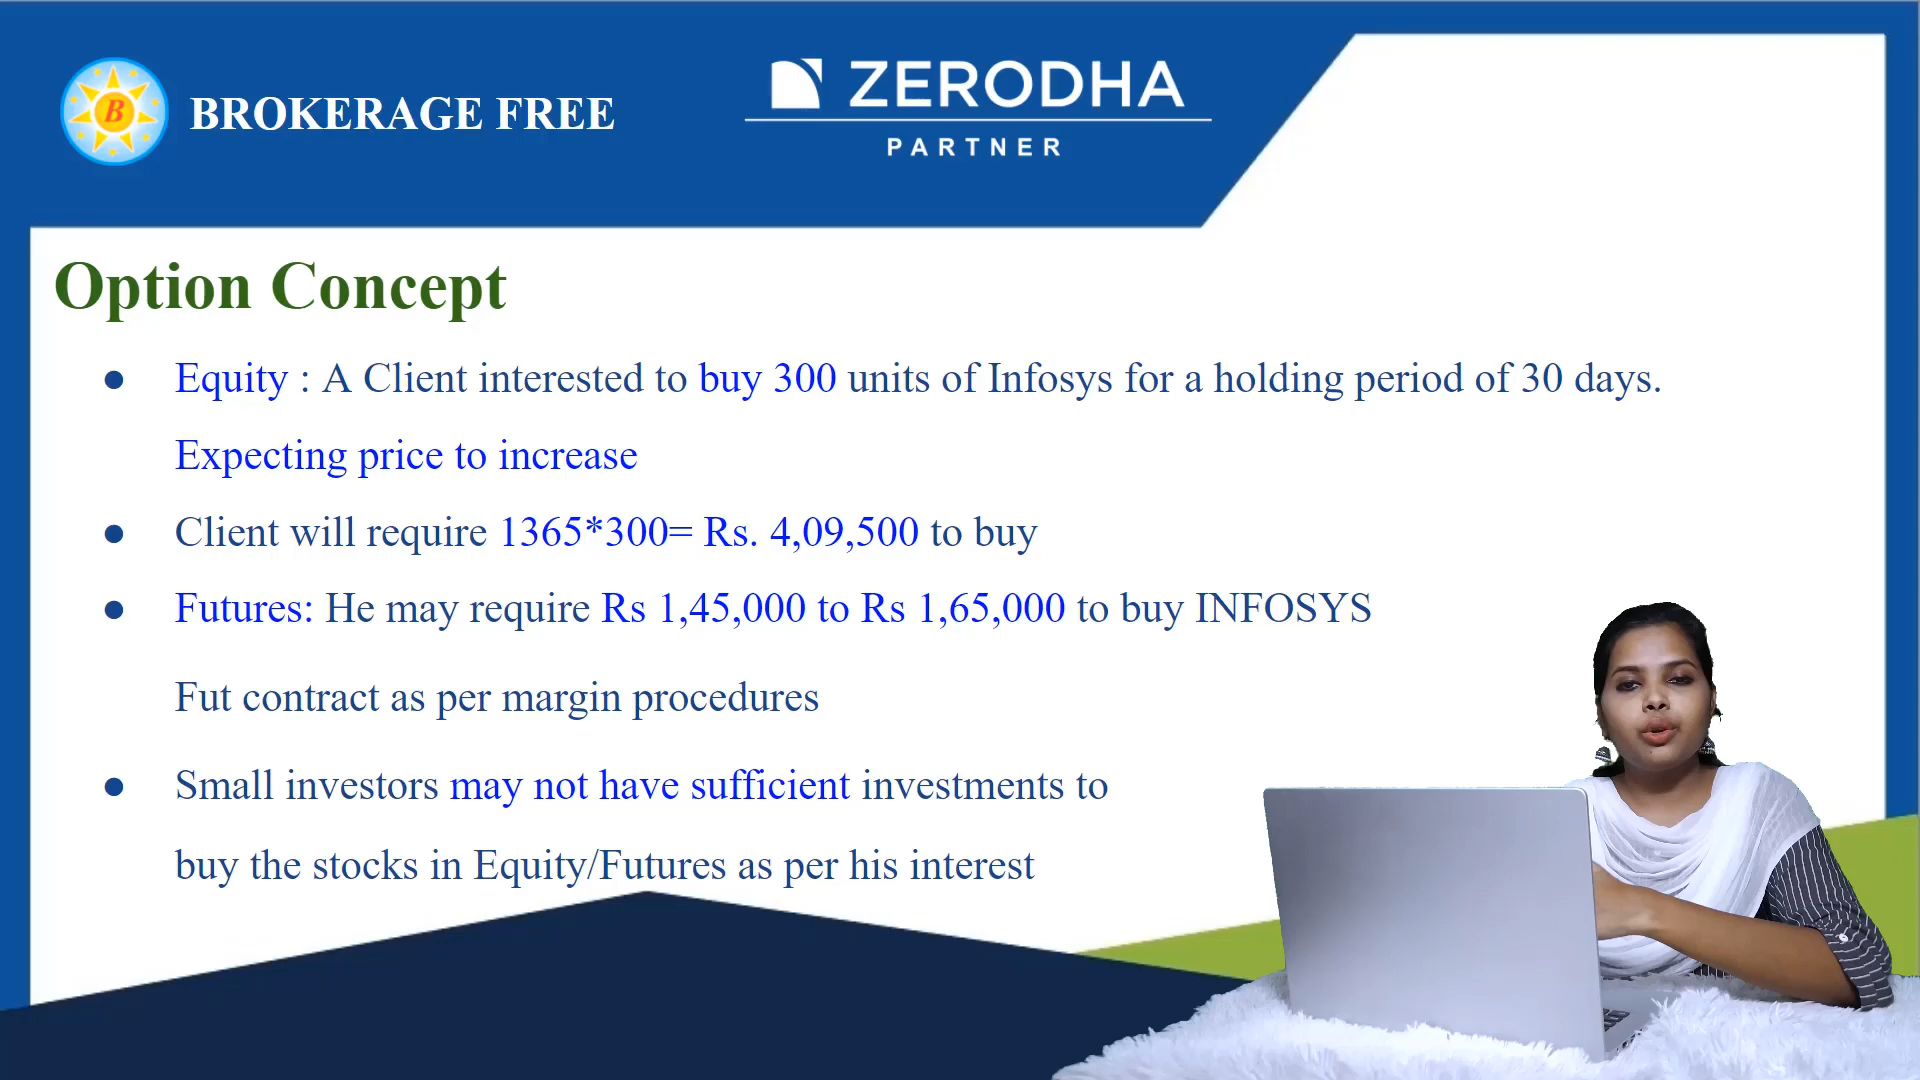 B
BROKERAGE FREE
ZERODHA
PARTNER
Option Concept
● Equity : A Client interested to buy 300 units of Infosys for a holding period of 30 days.
Expecting price to increase
● Client will require 1365*300= Rs. 4,09,500 to buy
● Futures: He may require Rs 1,45,000 to Rs 1,65,000 to buy INFOSYS
Fut contract as per margin procedures
● Small investors may not have sufficient investments to
buy the stocks in Equity/Futures as per his interest